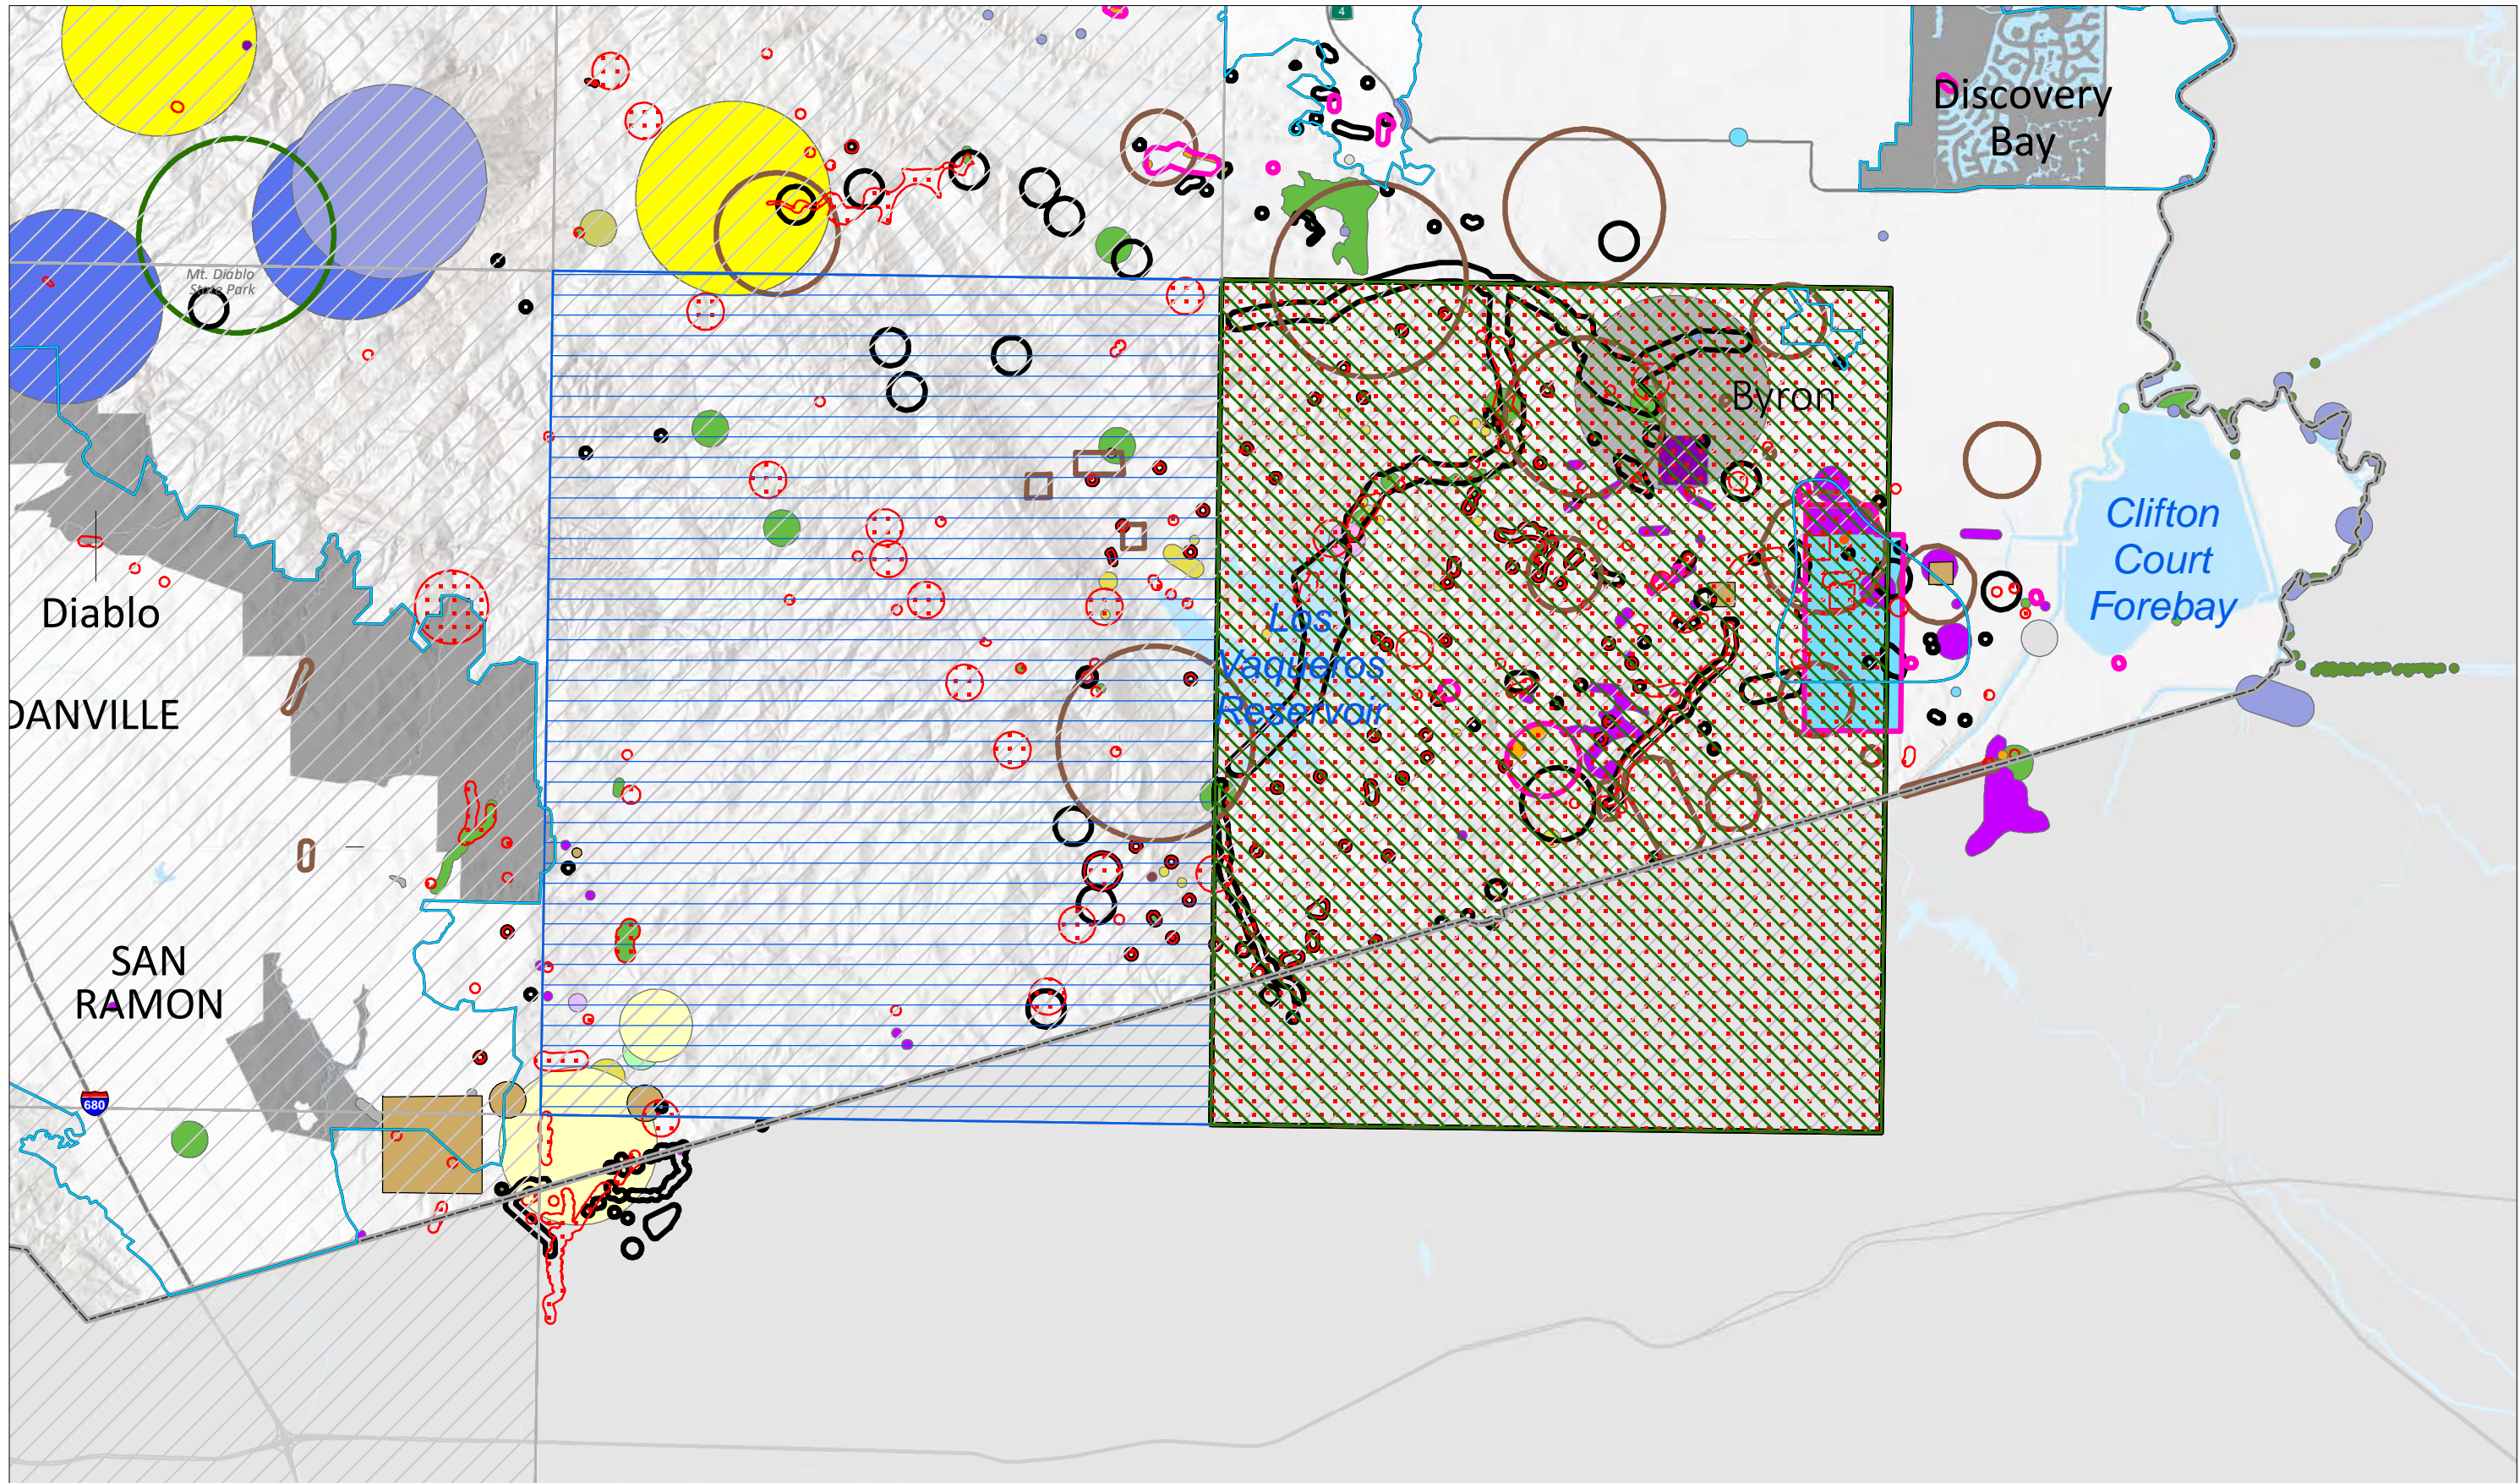 4
Discovery
Bay
Mt. Diablo
State Park
Byron
Clifton
Court
Forebay
Diablo
Los
Vaqueros
Reservoir
DANVILLE
SAN
RAMON
680